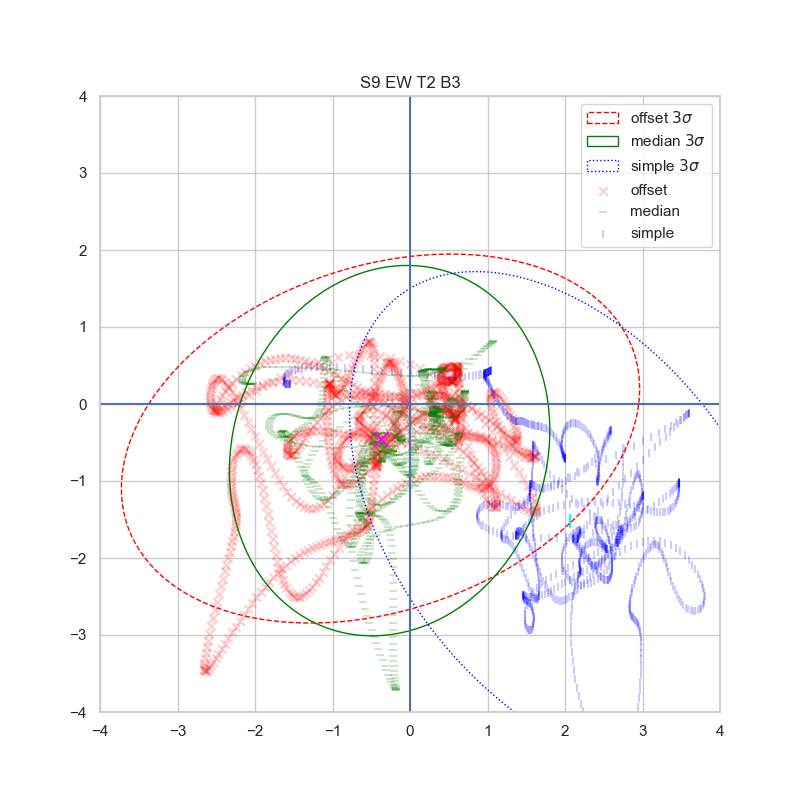 S9 EW T2 B3
offset 3σ
median 3σ
simple 3σ
offset
median
simple
4
3
2
1
0
−1
−2
−3
−4
−4 −3 −2 −1 0 1 2 3 4